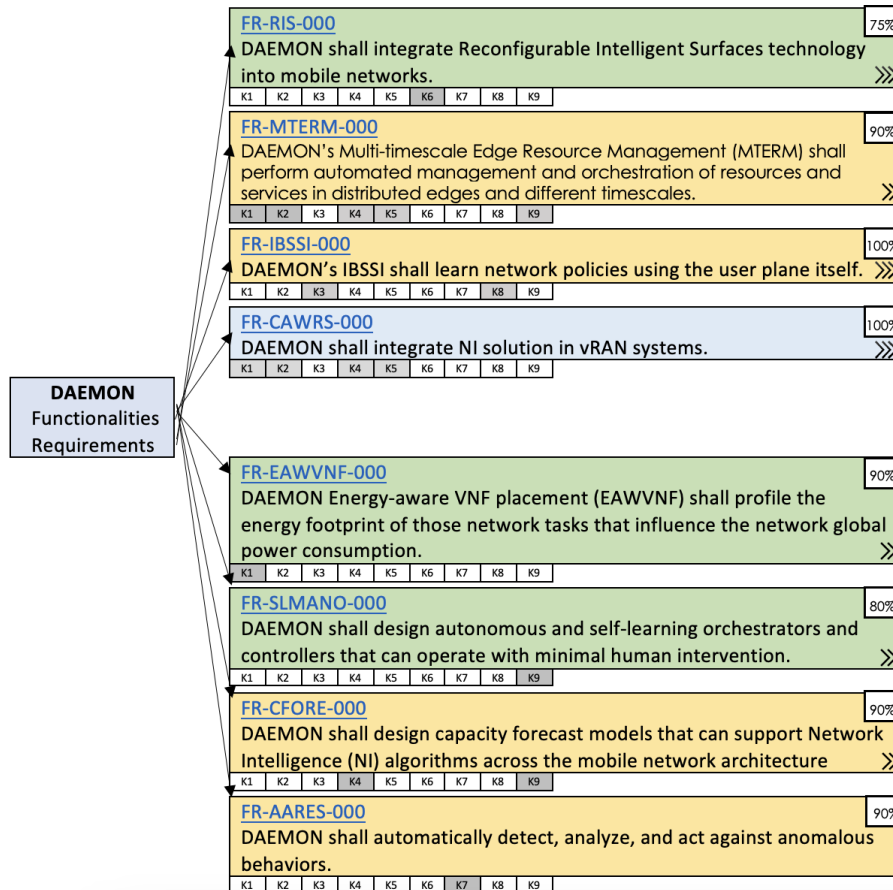 FR-RIS-000
75%
DAEMON shall integrate Reconfigurable Intelligent Surfaces technology
into mobile networks.
K1 K2 K3 K4 K5 K6 K7 K8 K9
FR-MTERM-000
90%
DAEMON's Multi-timescale Edge Resource Management (MTERM) shall
perform automated management and orchestration of resources and
services in distributed edges and different timescales.
K1 K2 K3 K4 K5 K6 K7 K8 K9
FR-IBSSI-000
100%
DAEMON's IBSSI shall learn network policies using the user plane itself.
K1 K2 K3 K4 K5 K6 K7 K8 K9
FR-CAWRS-000
100%
DAEMON shall integrate NI solution in vRAN systems.
K1 K2 K3 K4 K5 K6 K7 K8 K9
DAEMON
Functionalities
Requirements
FR-EAWVNF-000
90%
DAEMON Energy-aware VNF placement (EAWVNF) shall profile the
energy footprint of those network tasks that influence the network global
power consumption.
K1 K2 K3 K4 K5 K6 K7 K8 K9
FR-SLMANO-000
80%
DAEMON shall design autonomous and self-learning orchestrators and
controllers that can operate with minimal human intervention.
K1 K2 K3 K4 K5 K6 K7 K8 K9
FR-CFORE-000
90%
DAEMON shall design capacity forecast models that can support Network
Intelligence (NI) algorithms across the mobile network architecture
K1 K2 K3 K4 K5 K6 K7 K8 K9
FR-AARES-000
90%
DAEMON shall automatically detect, analyze, and act against anomalous
behaviors.
K1 K2 K3 K4 K5 K6 K7 K8 K9